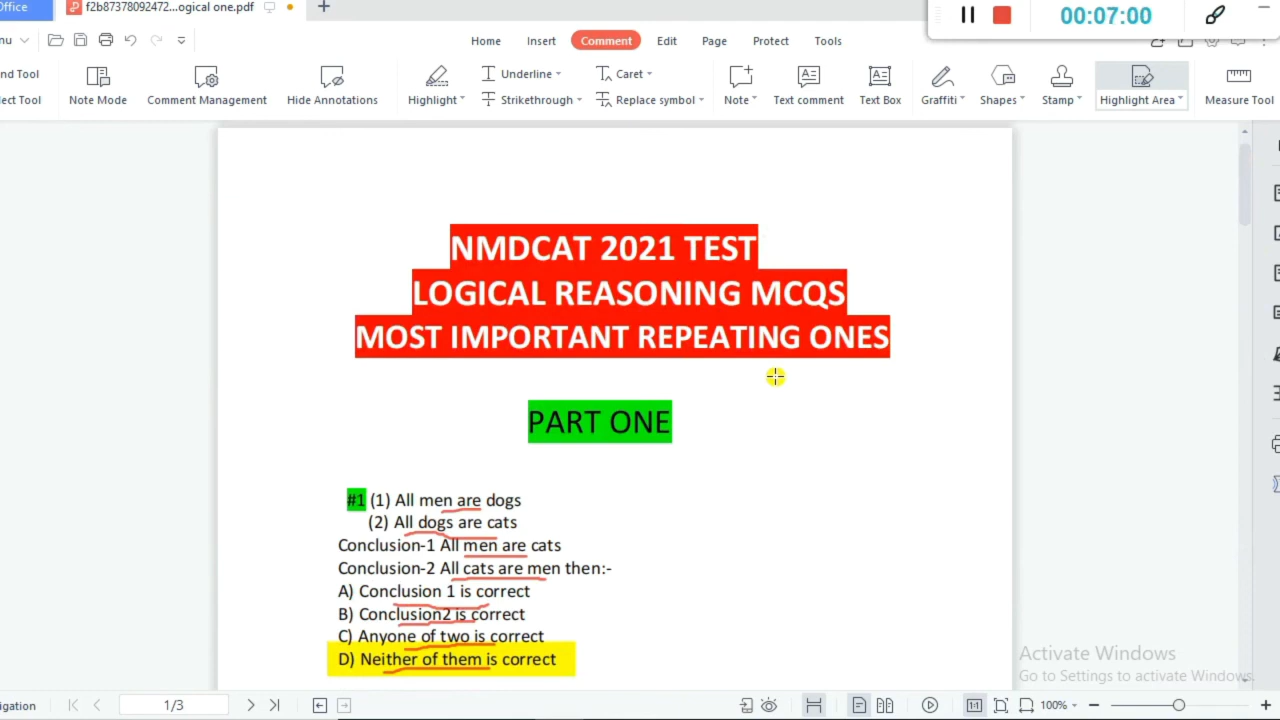 Office
f2b87378092472...ogical one.pdf
+
00:07:00
nu
Home
Insert
Comment
Edit
Page
Protect
Tools
nd Tool
ect Tool
Note Mode
Comment Management
Hide Annotations
Highlight
Underline
Strikethrough
Caret
Replace symbol
Note
Text comment
Text Box
Graffiti
Shapes
Stamp
Highlight Area
Measure Tool
NMDCAT 2021 TEST
LOGICAL REASONING MCQS
MOST IMPORTANT REPEATING ONES
PART ONE
#1 (1) All men are dogs
(2) All dogs are cats
Conclusion-1 All men are cats
Conclusion-2 All cats are men then:-
A) Conclusion 1 is correct
B) Conclusion2 is correct
C) Anyone of two is correct
D) Neither of them is correct
Activate Windows
Go to Settings to activate Windows.
igation
1/3
1:1
100%